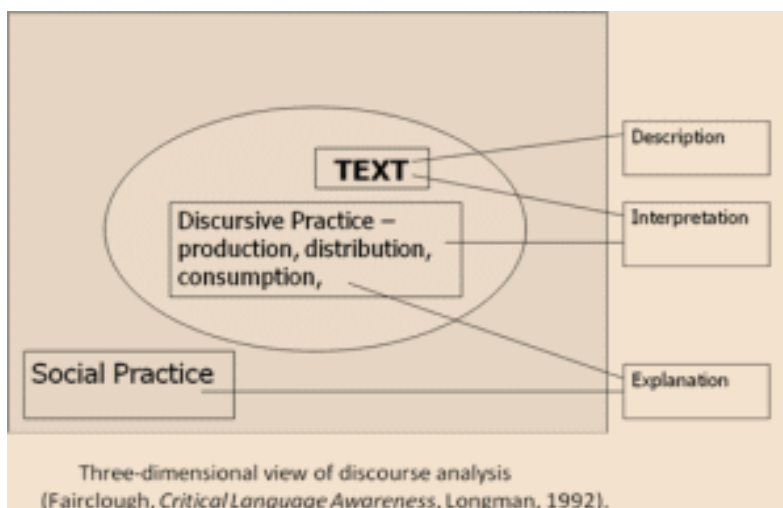 TEXT
Discursive Practice –
production, distribution,
consumption,
Social Practice
Description
Interpretation
Explanation
Three-dimensional view of discourse analysis
(Fairclough, Critical Language Awareness, Longman, 1992).